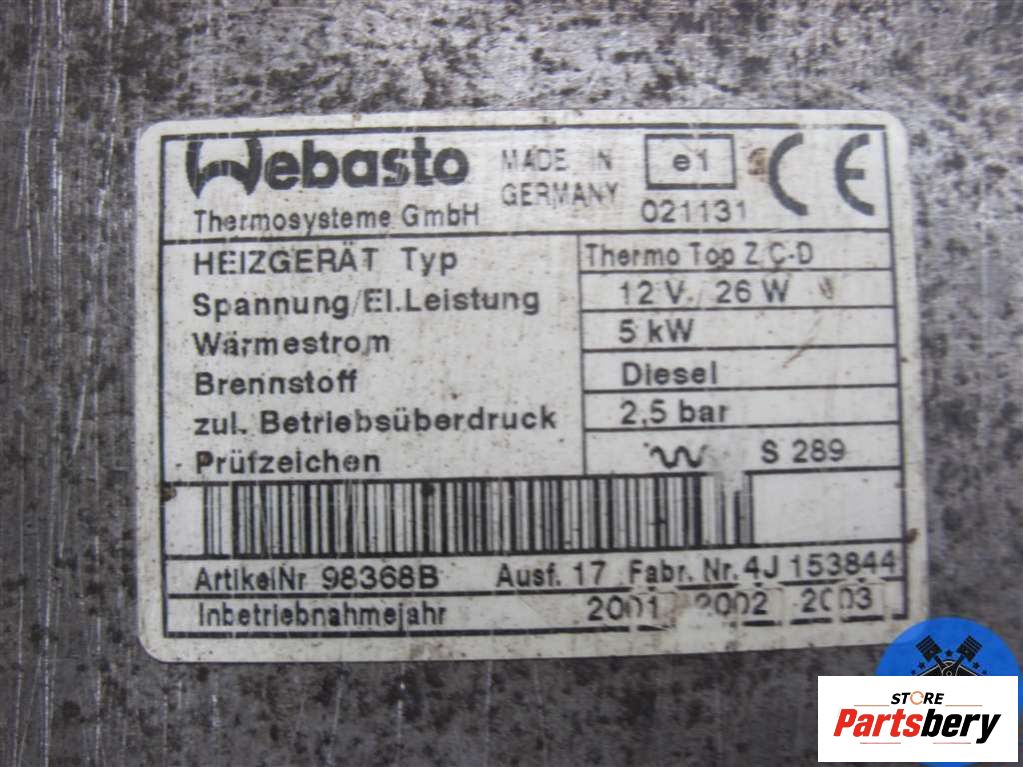 Webasto
Thermosysteme GmbH
MADE IN
GERMANY
e1
021131
CE
HEIZGERÄT Typ Thermo Top Z/C-D
Spannung/El.Leistung 12 V / 26 W
Wärmestrom 5 kW
Brennstoff Diesel
zul. Betriebsüberdruck 2,5 bar
Prüfzeichen S 289
ArtikelNr 98368B Ausf. 17 Fabr. Nr. 4J 153844
Inbetriebnahmejahr 2001 2002 2003
STORE
Partsbery